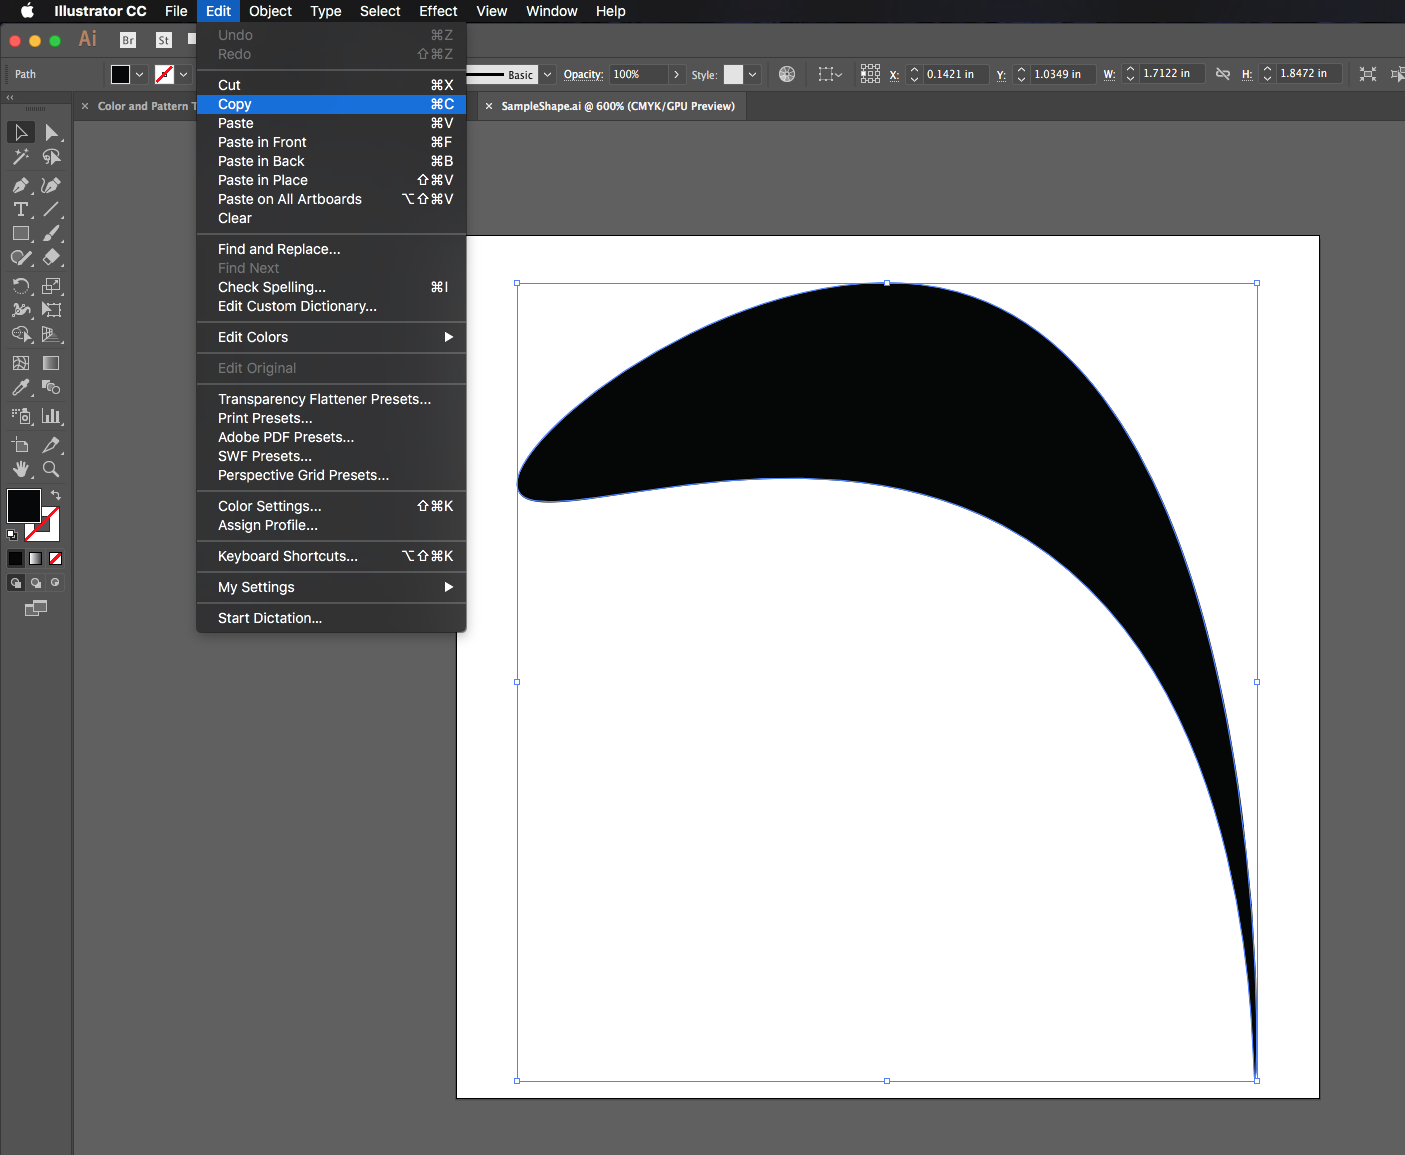 Illustrator CC File Edit Object Type Select Effect View Window Help
Ai Br St
Path Basic Opacity: 100% Style: X: 0.1421 in Y: 1.0349 in W: 1.7122 in H: 1.8472 in
Color and Pattern T
SampleShape.ai @ 600% (CMYK/GPU Preview)
Undo ⌘Z
Redo ⇧⌘Z
Cut ⌘X
Copy ⌘C
Paste ⌘V
Paste in Front ⌘F
Paste in Back ⌘B
Paste in Place ⇧⌘V
Paste on All Artboards ⌥⇧⌘V
Clear
Find and Replace...
Find Next
Check Spelling... ⌘I
Edit Custom Dictionary...
Edit Colors
Edit Original
Transparency Flattener Presets...
Print Presets...
Adobe PDF Presets...
SWF Presets...
Perspective Grid Presets...
Color Settings... ⇧⌘K
Assign Profile...
Keyboard Shortcuts... ⌥⇧⌘K
My Settings
Start Dictation...